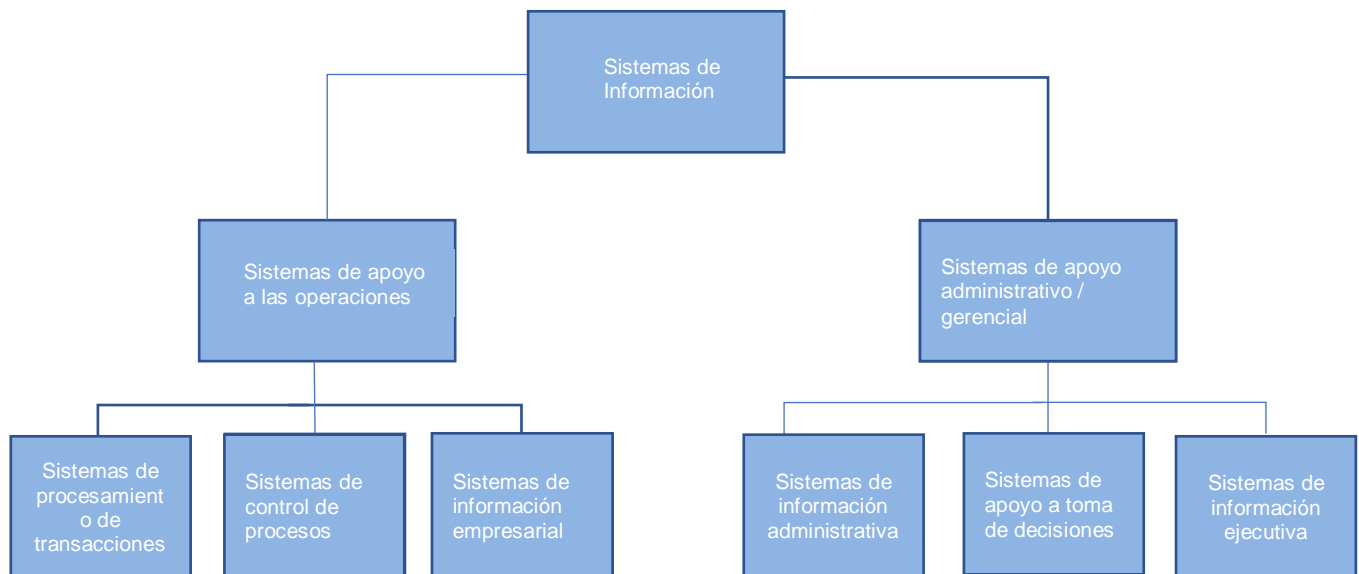 Sistemas de
Información
Sistemas de apoyo
a las operaciones
Sistemas de apoyo
administrativo /
gerencial
Sistemas de
procesamient
o de
transacciones
Sistemas de
control de
procesos
Sistemas de
información
empresarial
Sistemas de
información
administrativa
Sistemas de
apoyo a toma
de decisiones
Sistemas de
información
ejecutiva